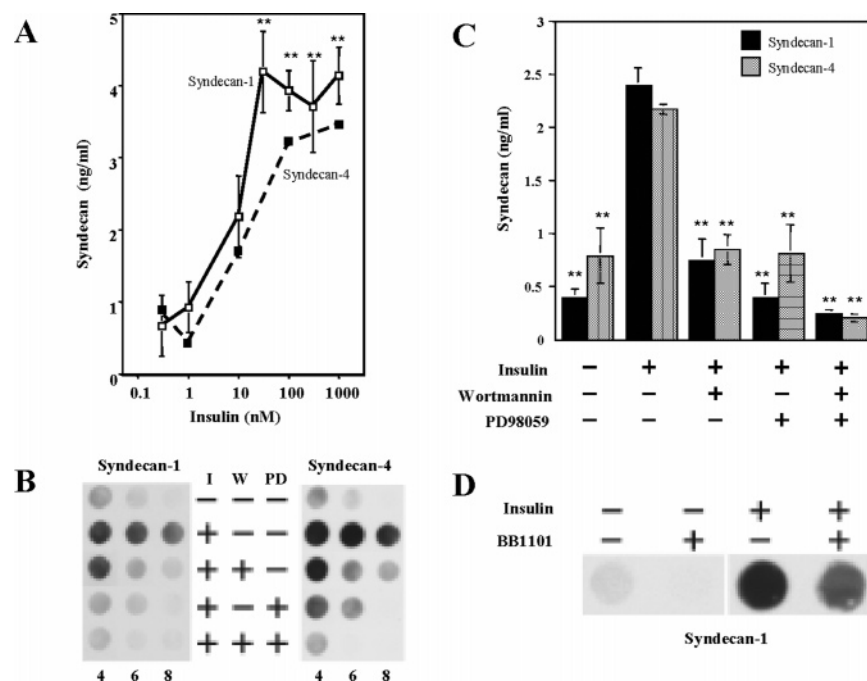 A
5
4
3
2
1
0
Syndecan (ng/ml)
** ** ** **
Syndecan-1
Syndecan-4
0.1 1 10 100 1000
Insulin (nM)
C
3
2.5
2
1.5
1
0.5
0
Syndecan (ng/ml)
Syndecan-1
Syndecan-4
** ** ** ** ** ** ** **
Insulin − + + + +
Wortmannin − − + − +
PD98059 − − − + +
B
Syndecan-1 Syndecan-4
I W PD
− − −
+ − −
+ + −
+ − +
+ + +
4 6 8 4 6 8
D
Insulin − − + +
BB1101 − + − +
Syndecan-1